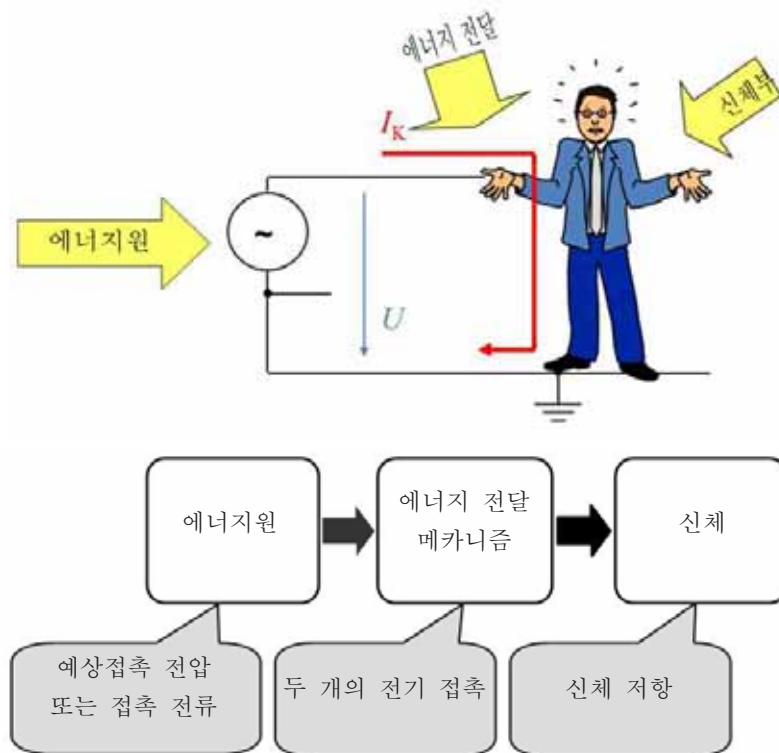 에너지 전달
신체부
I_K
에너지원
~
U
에너지원
에너지 전달
메카니즘
신체
예상접촉 전압
또는 접촉 전류
두 개의 전기 접촉
신체 저항